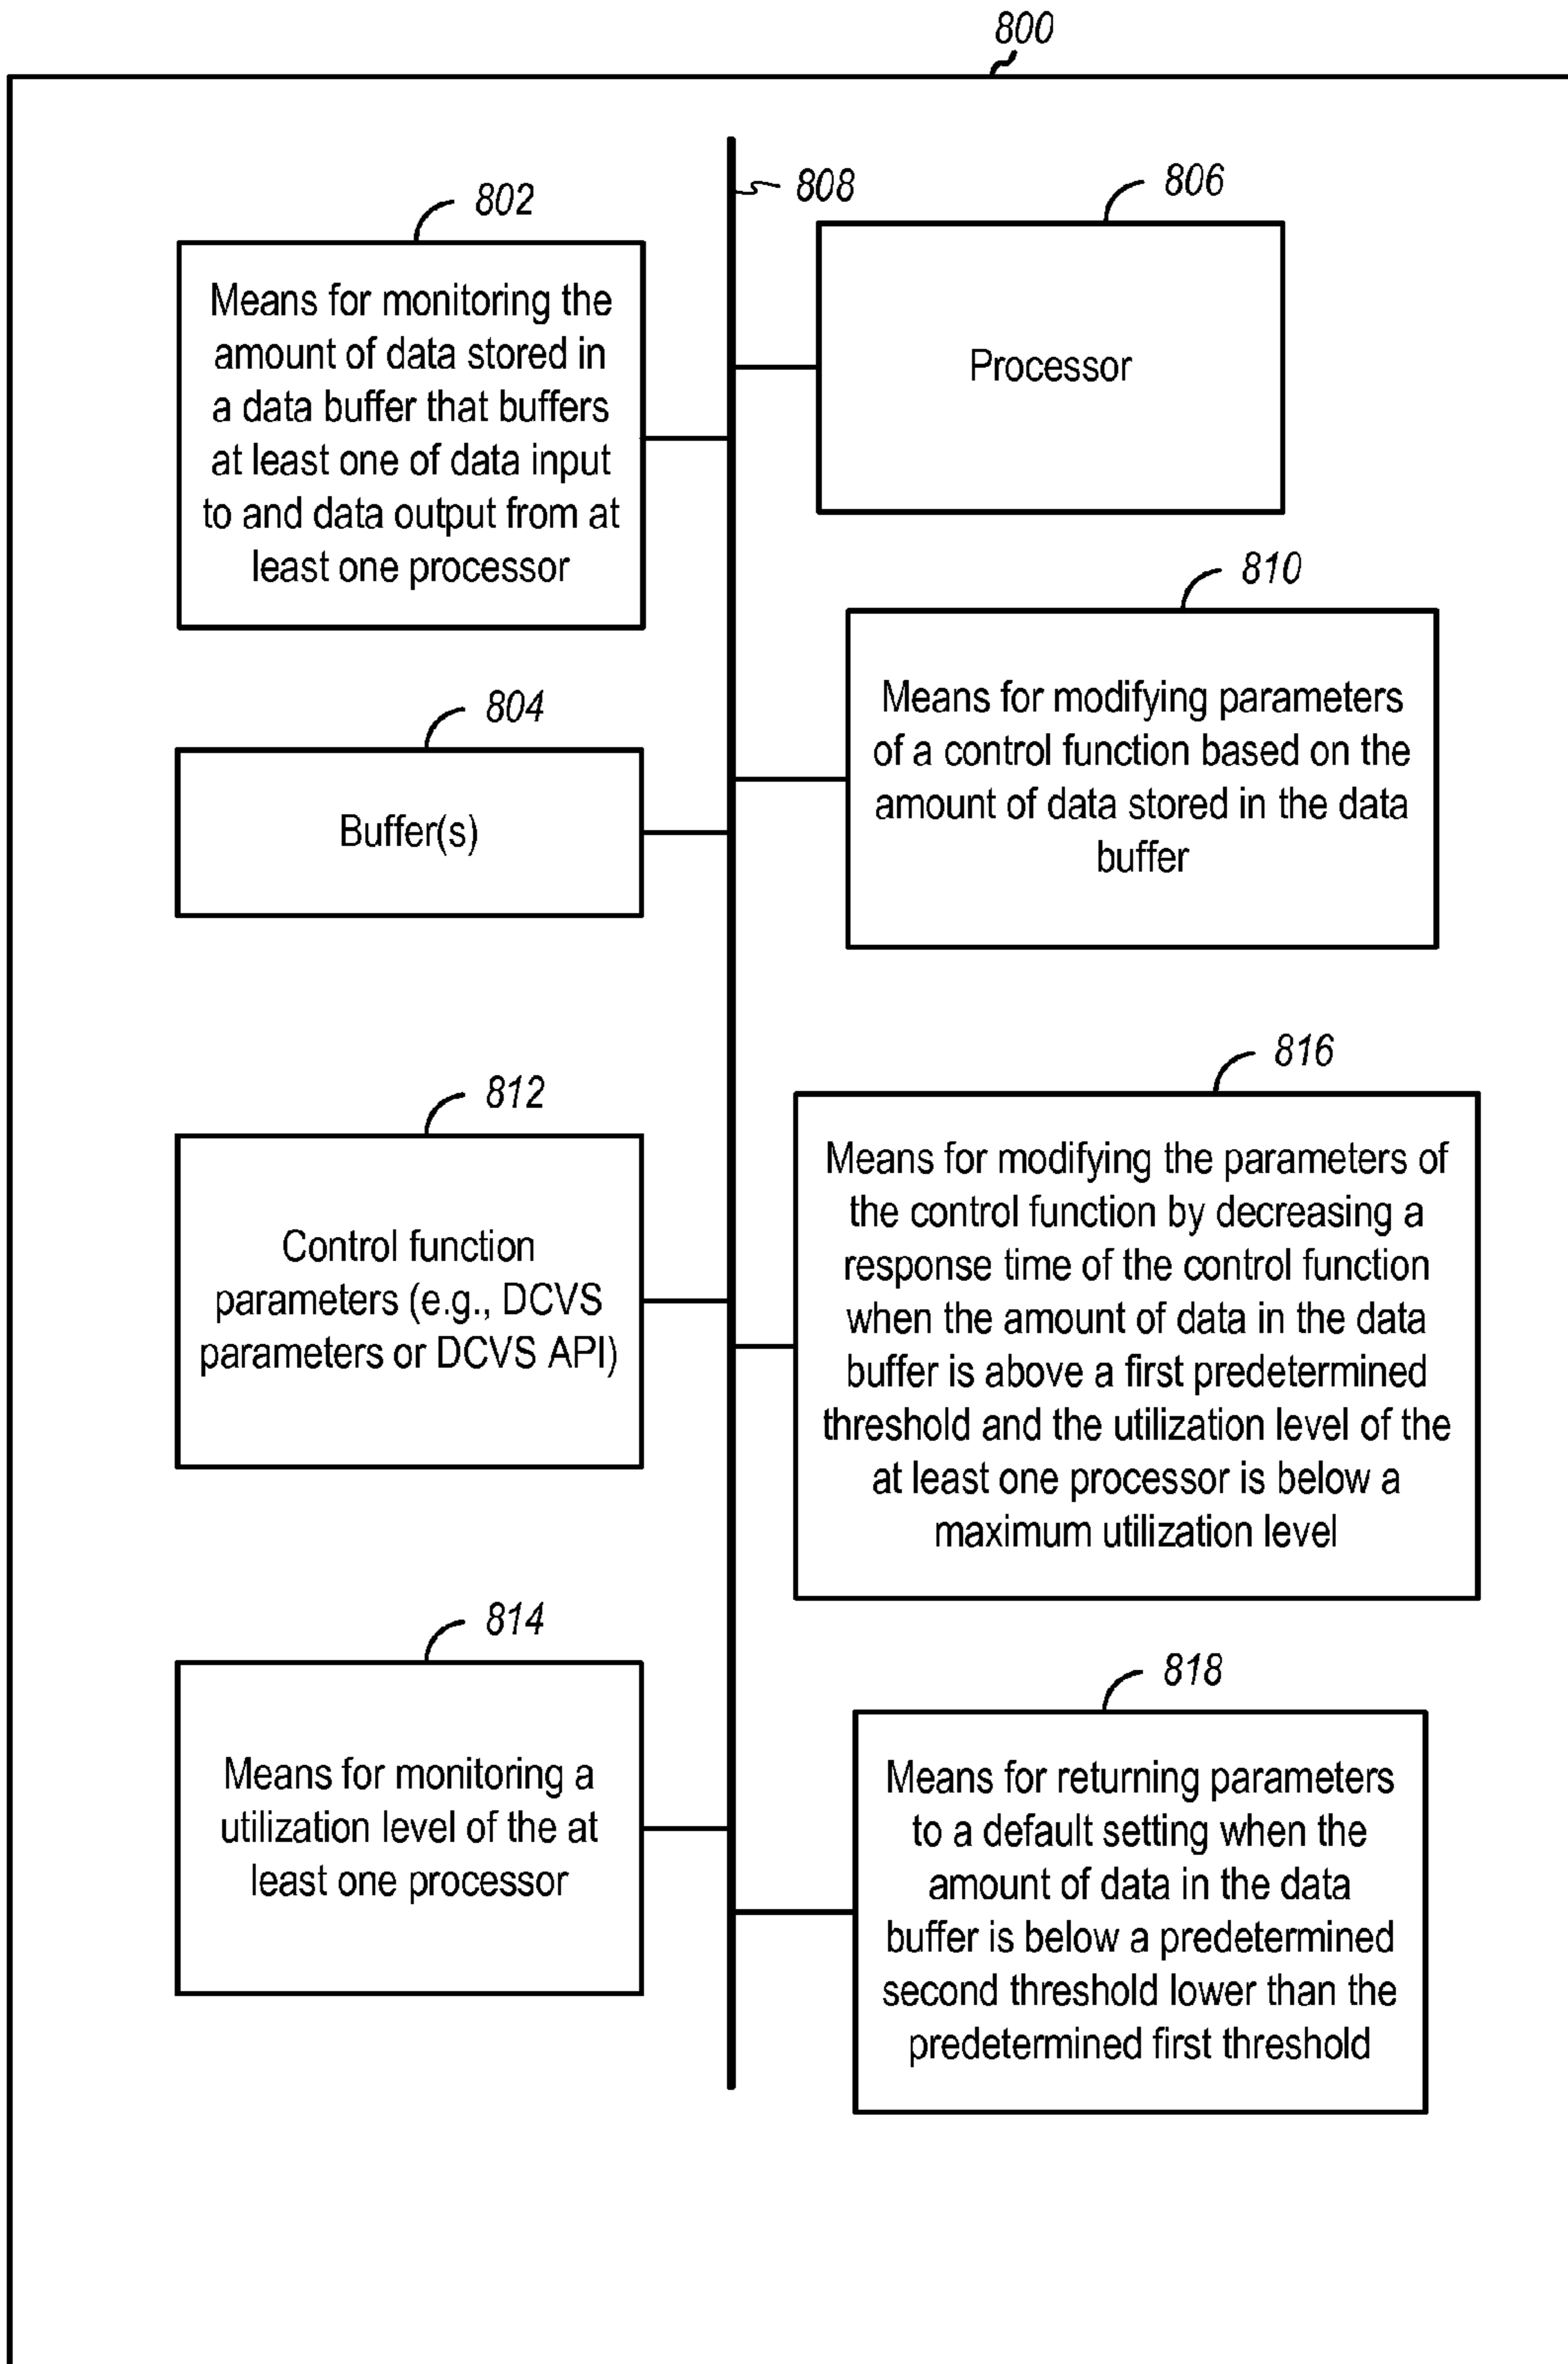 800
808
802
Means for monitoring the
amount of data stored in
a data buffer that buffers
at least one of data input
to and data output from at
least one processor
806
Processor
804
Buffer(s)
810
Means for modifying parameters
of a control function based on the
amount of data stored in the data
buffer
812
Control function
parameters (e.g., DCVS
parameters or DCVS API)
816
Means for modifying the parameters of
the control function by decreasing a
response time of the control function
when the amount of data in the data
buffer is above a first predetermined
threshold and the utilization level of the
at least one processor is below a
maximum utilization level
814
Means for monitoring a
utilization level of the at
least one processor
818
Means for returning parameters
to a default setting when the
amount of data in the data
buffer is below a predetermined
second threshold lower than the
predetermined first threshold